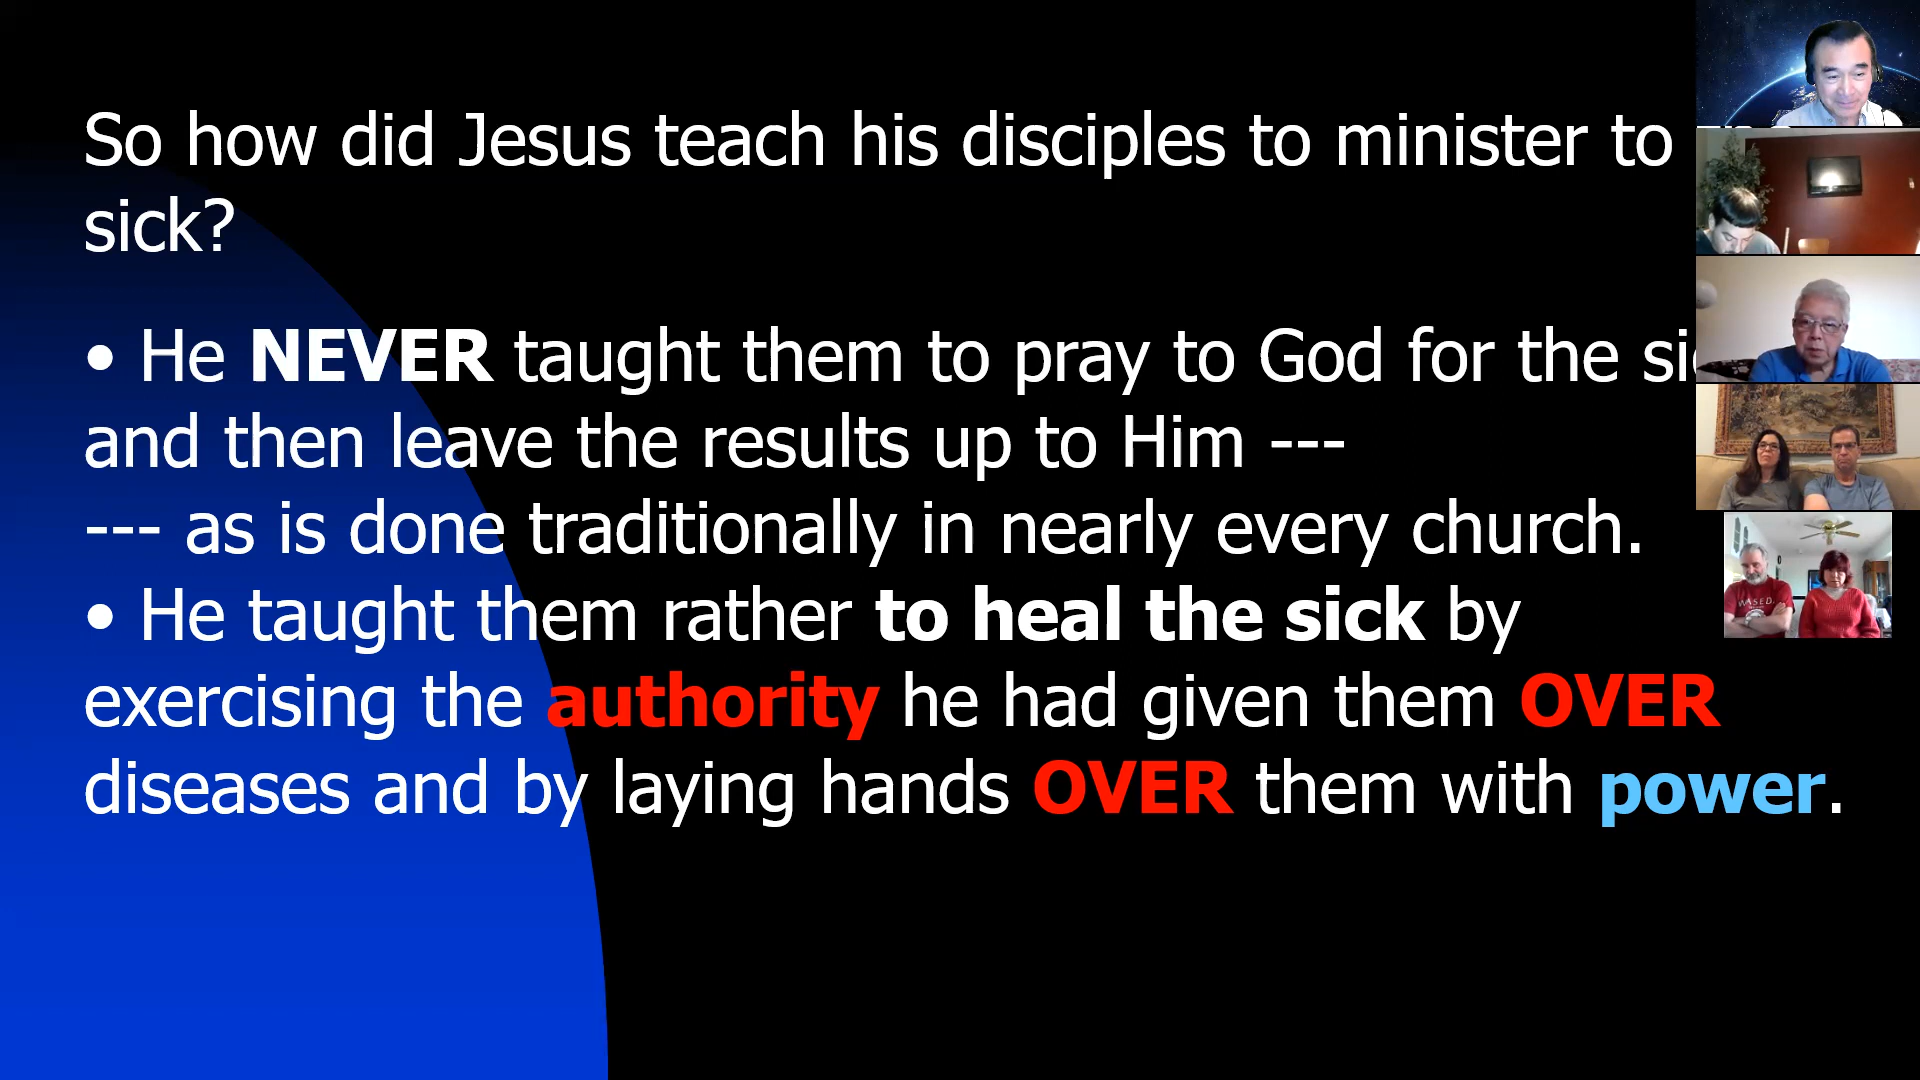 So how did Jesus teach his disciples to minister to
sick?
• He NEVER taught them to pray to God for the
and then leave the results up to Him ---
--- as is done traditionally in nearly every church.
• He taught them rather to heal the sick by
exercising the authority he had given them OVER
diseases and by laying hands OVER them with power.